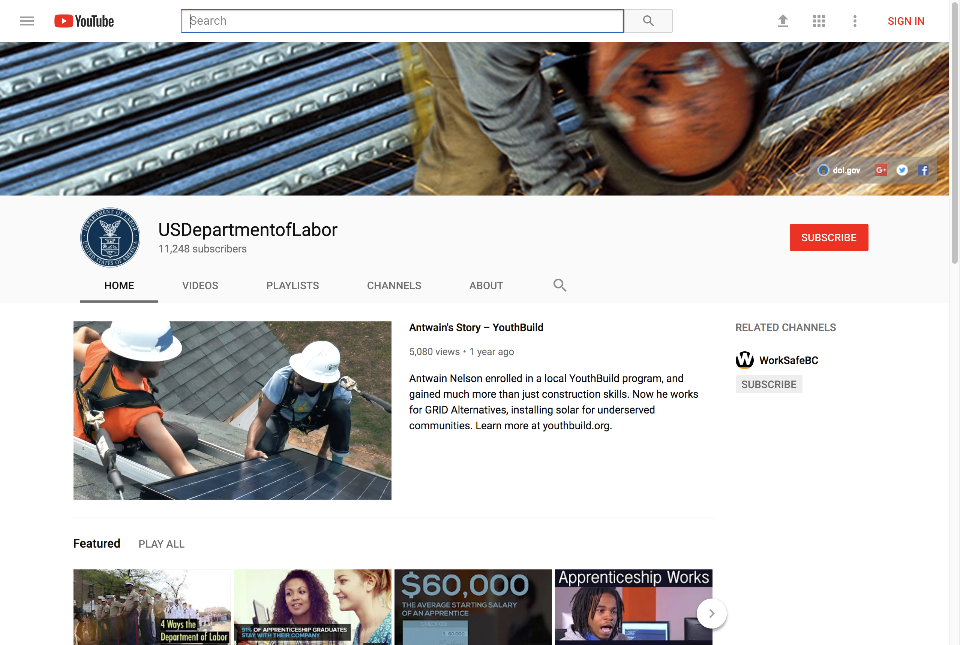 YouTube
Search
SIGN IN
dol.gov
USDepartmentofLabor
11,248 subscribers
SUBSCRIBE
HOME VIDEOS PLAYLISTS CHANNELS ABOUT
Antwain's Story – YouthBuild
5,080 views • 1 year ago
Antwain Nelson enrolled in a local YouthBuild program, and
gained much more than just construction skills. Now he works
for GRID Alternatives, installing solar for underserved
communities. Learn more at youthbuild.org.
RELATED CHANNELS
W WorkSafeBC
SUBSCRIBE
Featured PLAY ALL
4 Ways the
Department of Labor
91% OF APPRENTICESHIP GRADUATES
STAY WITH THEIR COMPANY
$60,000
THE AVERAGE STARTING SALARY
OF AN APPRENTICE
Apprenticeship Works